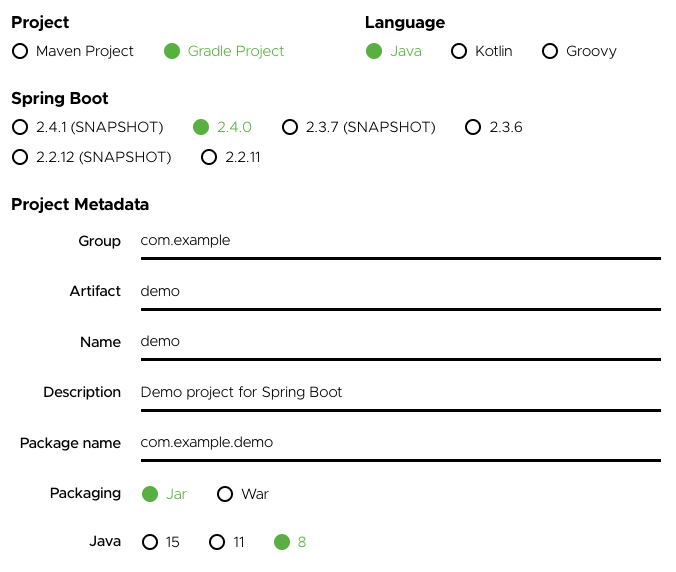 Project Language
Maven Project Gradle Project Java Kotlin Groovy
Spring Boot
2.4.1 (SNAPSHOT) 2.4.0 2.3.7 (SNAPSHOT) 2.3.6
2.2.12 (SNAPSHOT) 2.2.11
Project Metadata
Group com.example
Artifact demo
Name demo
Description Demo project for Spring Boot
Package name com.example.demo
Packaging Jar War
Java 15 11 8